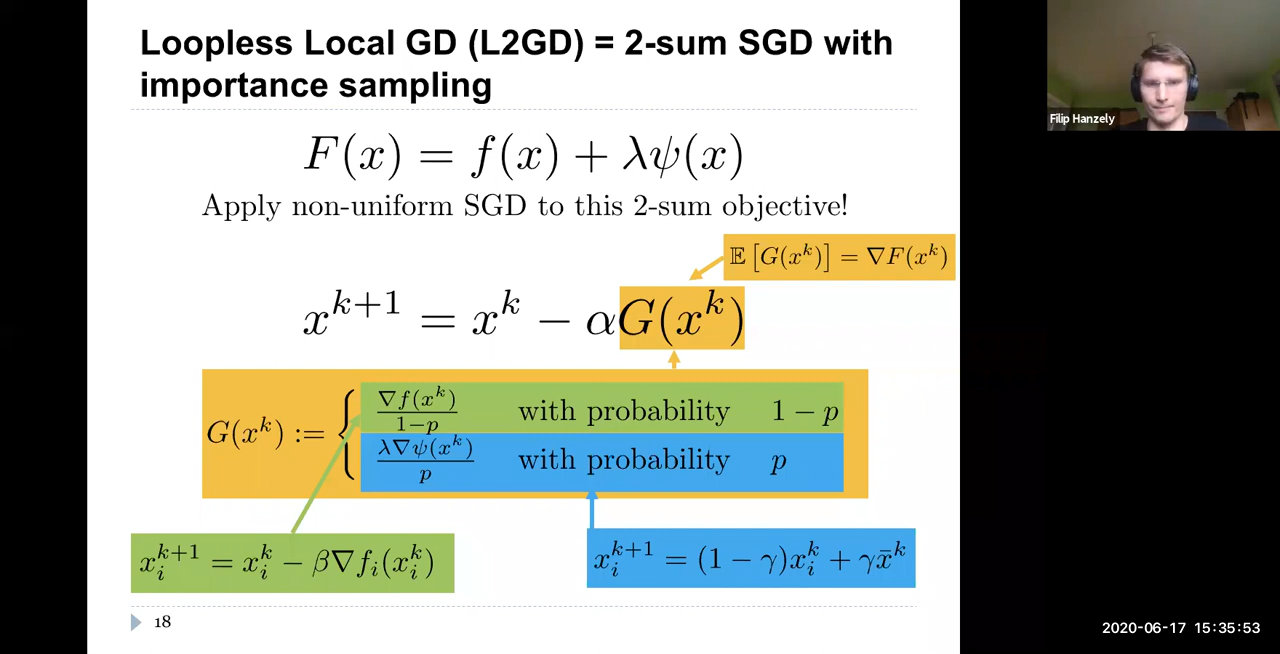 Loopless Local GD (L2GD) = 2-sum SGD with
importance sampling
F(x) = f(x) + λψ(x)
Apply non-uniform SGD to this 2-sum objective!
𝔼[G(x^k)] = ∇F(x^k)
x^{k+1} = x^k − αG(x^k)
G(x^k) := {
∇f(x^k)/(1−p) with probability 1 − p
λ∇ψ(x^k)/p with probability p
x_i^{k+1} = x_i^k − β∇f_i(x_i^k)
x_i^{k+1} = (1 − γ)x_i^k + γx̄^k
18
Filip Hanzely
2020-06-17 15:35:53